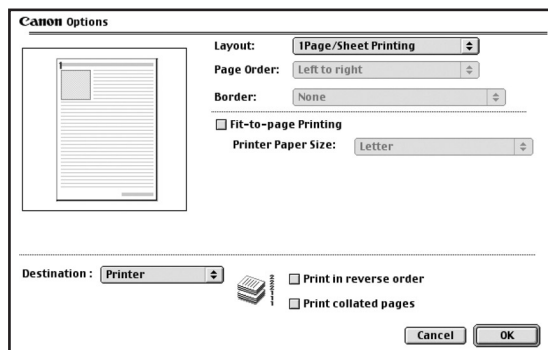 Canon Options
Layout: 1Page/Sheet Printing
Page Order: Left to right
Border: None
Fit-to-page Printing
Printer Paper Size: Letter
1
Destination : Printer
Print in reverse order
Print collated pages
Cancel OK